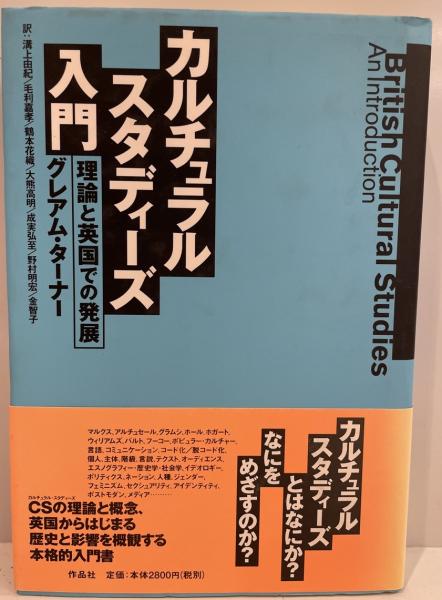 British Cultural Studies
An Introduction
カルチュラル
スタディーズ
入門
理論と英国での発展
グレアム・ターナー
訳:溝上由紀/毛利嘉孝/鶴本花織/大熊高明/成実弘至/野村明宏/金智子
カルチュラル
スタディーズ
とはなにか?
なにを
めざすのか?
マルクス、アルチュセール、グラムシ、ホール、ホガート、
ウィリアムズ、バルト、フーコー、ポピュラー・カルチャー、
言語、コミュニケーション、コード化/脱コード化、
個人、主体、階級、言説、テクスト、オーディエンス、
エスノグラフィー・歴史学・社会学、イデオロギー、
ポリティクス、ネーション、人種、ジェンダー、
フェミニズム、セクシュアリティ、アイデンティティ、
ポストモダン、メディア………
カルチュラル・スタディーズ
CSの理論と概念、
英国からはじまる
歴史と影響を概観する
本格的入門書
作品社 定価:本体2800円(税別)